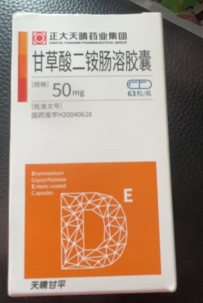 正大天晴药业集团
CHIA TAI TIANQING PHARMACEUTICAL GROUP
甘草酸二铵肠溶胶囊
[规格]
50mg
63粒/瓶
[批准文号]
国药准字H20040628
Diammonium
Glycyrrhizinate
Enteric-coated
Capsules
D
E
天晴甘平